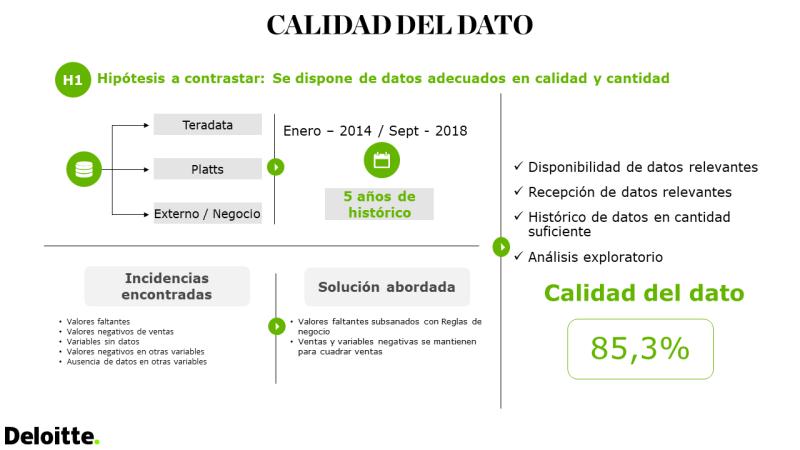 CALIDAD DEL DATO
H1
Hipótesis a contrastar: Se dispone de datos adecuados en calidad y cantidad
Teradata
Platts
Externo / Negocio
Enero – 2014 / Sept - 2018
5 años de
histórico
Incidencias
encontradas
• Valores faltantes
• Valores negativos de ventas
• Variables sin datos
• Valores negativos en otras variables
• Ausencia de datos en otras variables
Solución abordada
• Valores faltantes subsanados con Reglas de
negocio
• Ventas y variables negativas se mantienen
para cuadrar ventas
✓ Disponibilidad de datos relevantes
✓ Recepción de datos relevantes
✓ Histórico de datos en cantidad
suficiente
✓ Análisis exploratorio
Calidad del dato
85,3%
Deloitte.